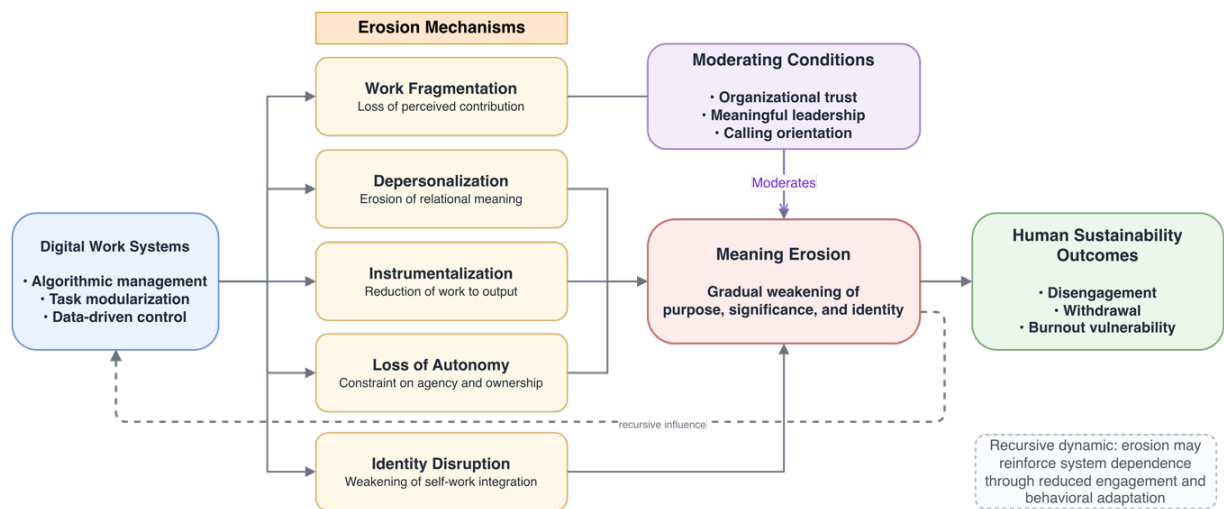 Erosion Mechanisms
Work Fragmentation
Loss of perceived contribution
Moderating Conditions
• Organizational trust
• Meaningful leadership
• Calling orientation
Depersonalization
Erosion of relational meaning
Moderates
Digital Work Systems
• Algorithmic management
• Task modularization
• Data-driven control
Instrumentalization
Reduction of work to output
Meaning Erosion
Gradual weakening of
purpose, significance, and identity
Human Sustainability
Outcomes
• Disengagement
• Withdrawal
• Burnout vulnerability
Loss of Autonomy
Constraint on agency and ownership
recursive influence
Identity Disruption
Weakening of self-work integration
Recursive dynamic: erosion may
reinforce system dependence
through reduced engagement and
behavioral adaptation